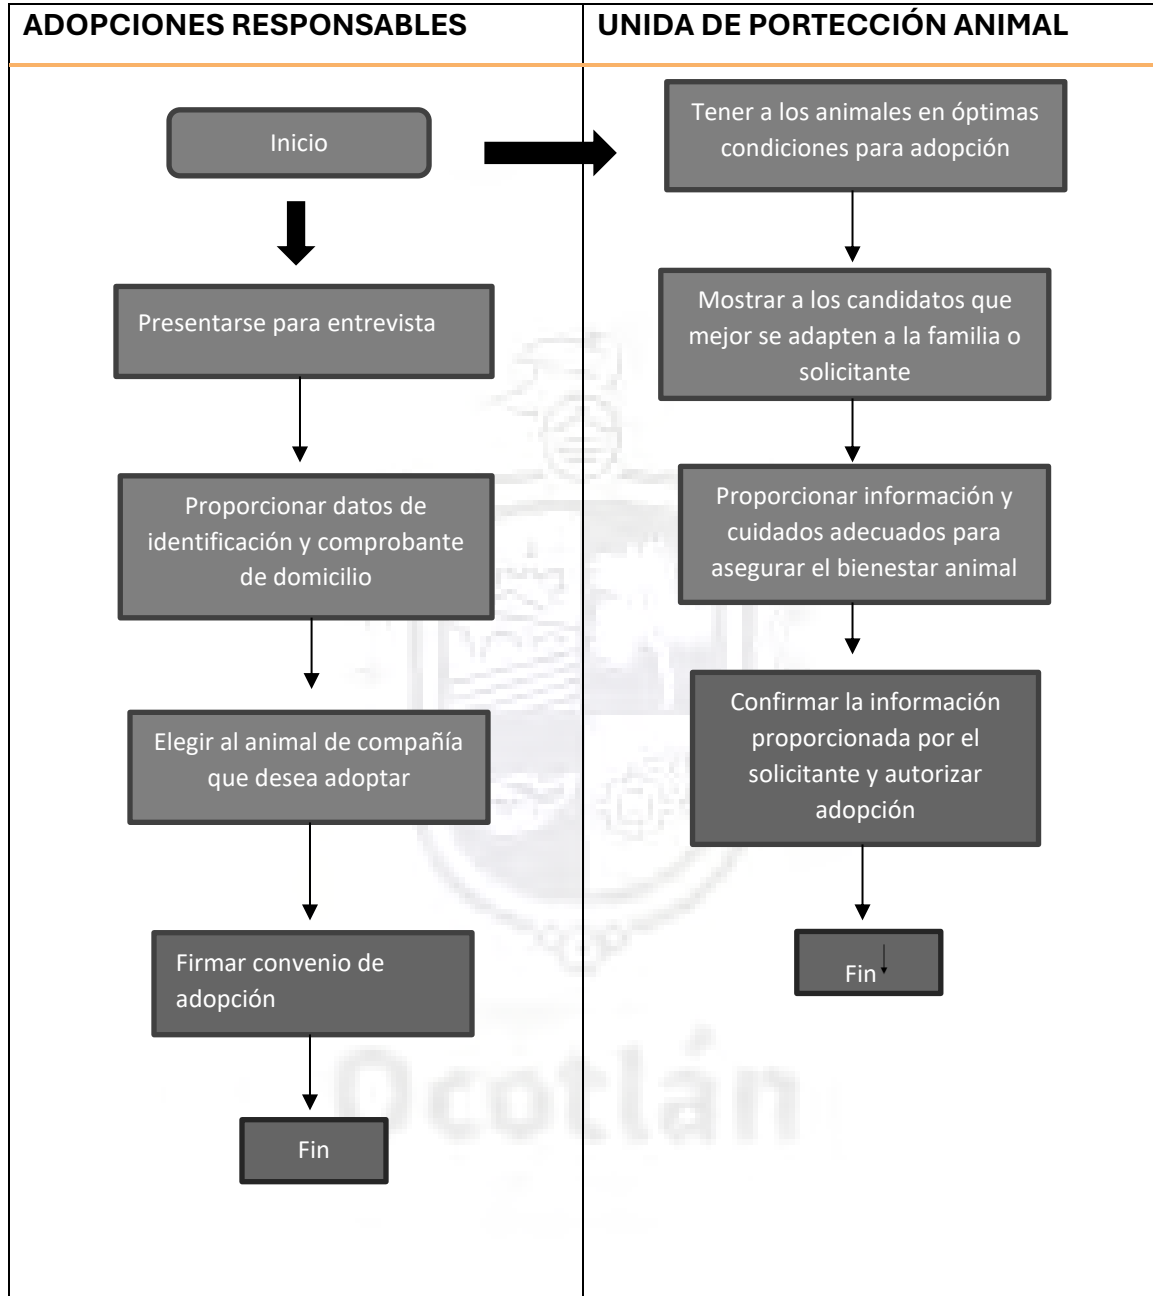 ADOPCIONES RESPONSABLES
Inicio
Presentarse para entrevista
Proporcionar datos de
identificación y comprobante
de domicilio
Elegir al animal de compañía
que desea adoptar
Firmar convenio de
adopción
Fin
UNIDA DE PORTECCIÓN ANIMAL
Tener a los animales en óptimas
condiciones para adopción
Mostrar a los candidatos que
mejor se adapten a la familia o
solicitante
Proporcionar información y
cuidados adecuados para
asegurar el bienestar animal
Confirmar la información
proporcionada por el
solicitante y autorizar
adopción
Fin
Ocotlán